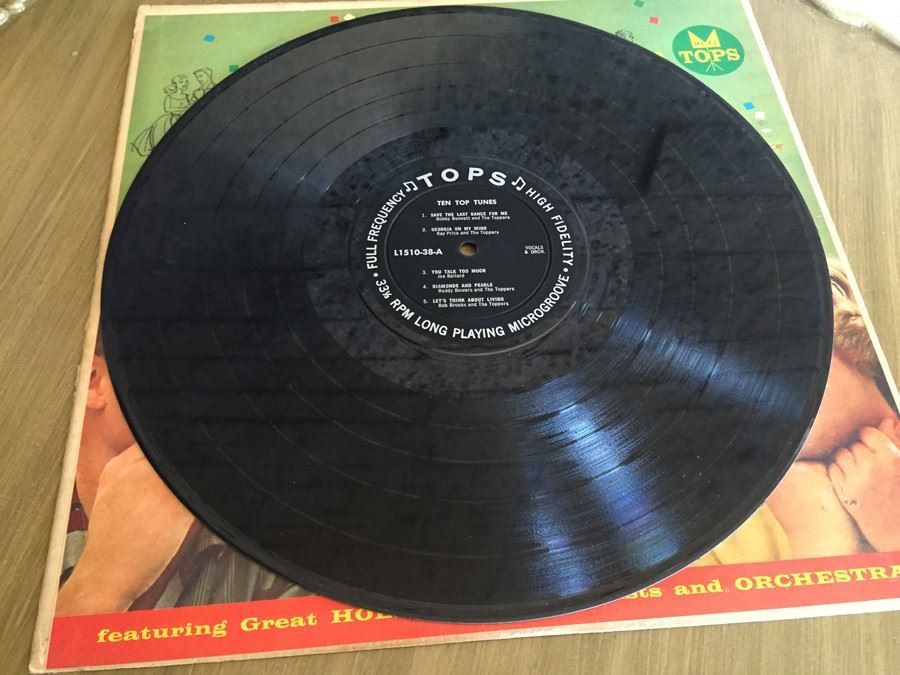 TOPS
♫ TOPS ♫
FULL FREQUENCY
HIGH FIDELITY
33⅓ RPM LONG PLAYING MICROGROOVE
TEN TOP TUNES
1. SAVE THE LAST DANCE FOR ME
Bobby Bennett and The Toppers
2. GEORGIA ON MY MIND
Ray Price and The Toppers
L1510-38-A
VOCALS
& ORCH.
3. YOU TALK TOO MUCH
Joe Ballard
4. DIAMONDS AND PEARLS
Buddy Bowers and The Toppers
5. LET'S THINK ABOUT LIVING
Bob Brooks and The Toppers
featuring Great and ORCHESTRA